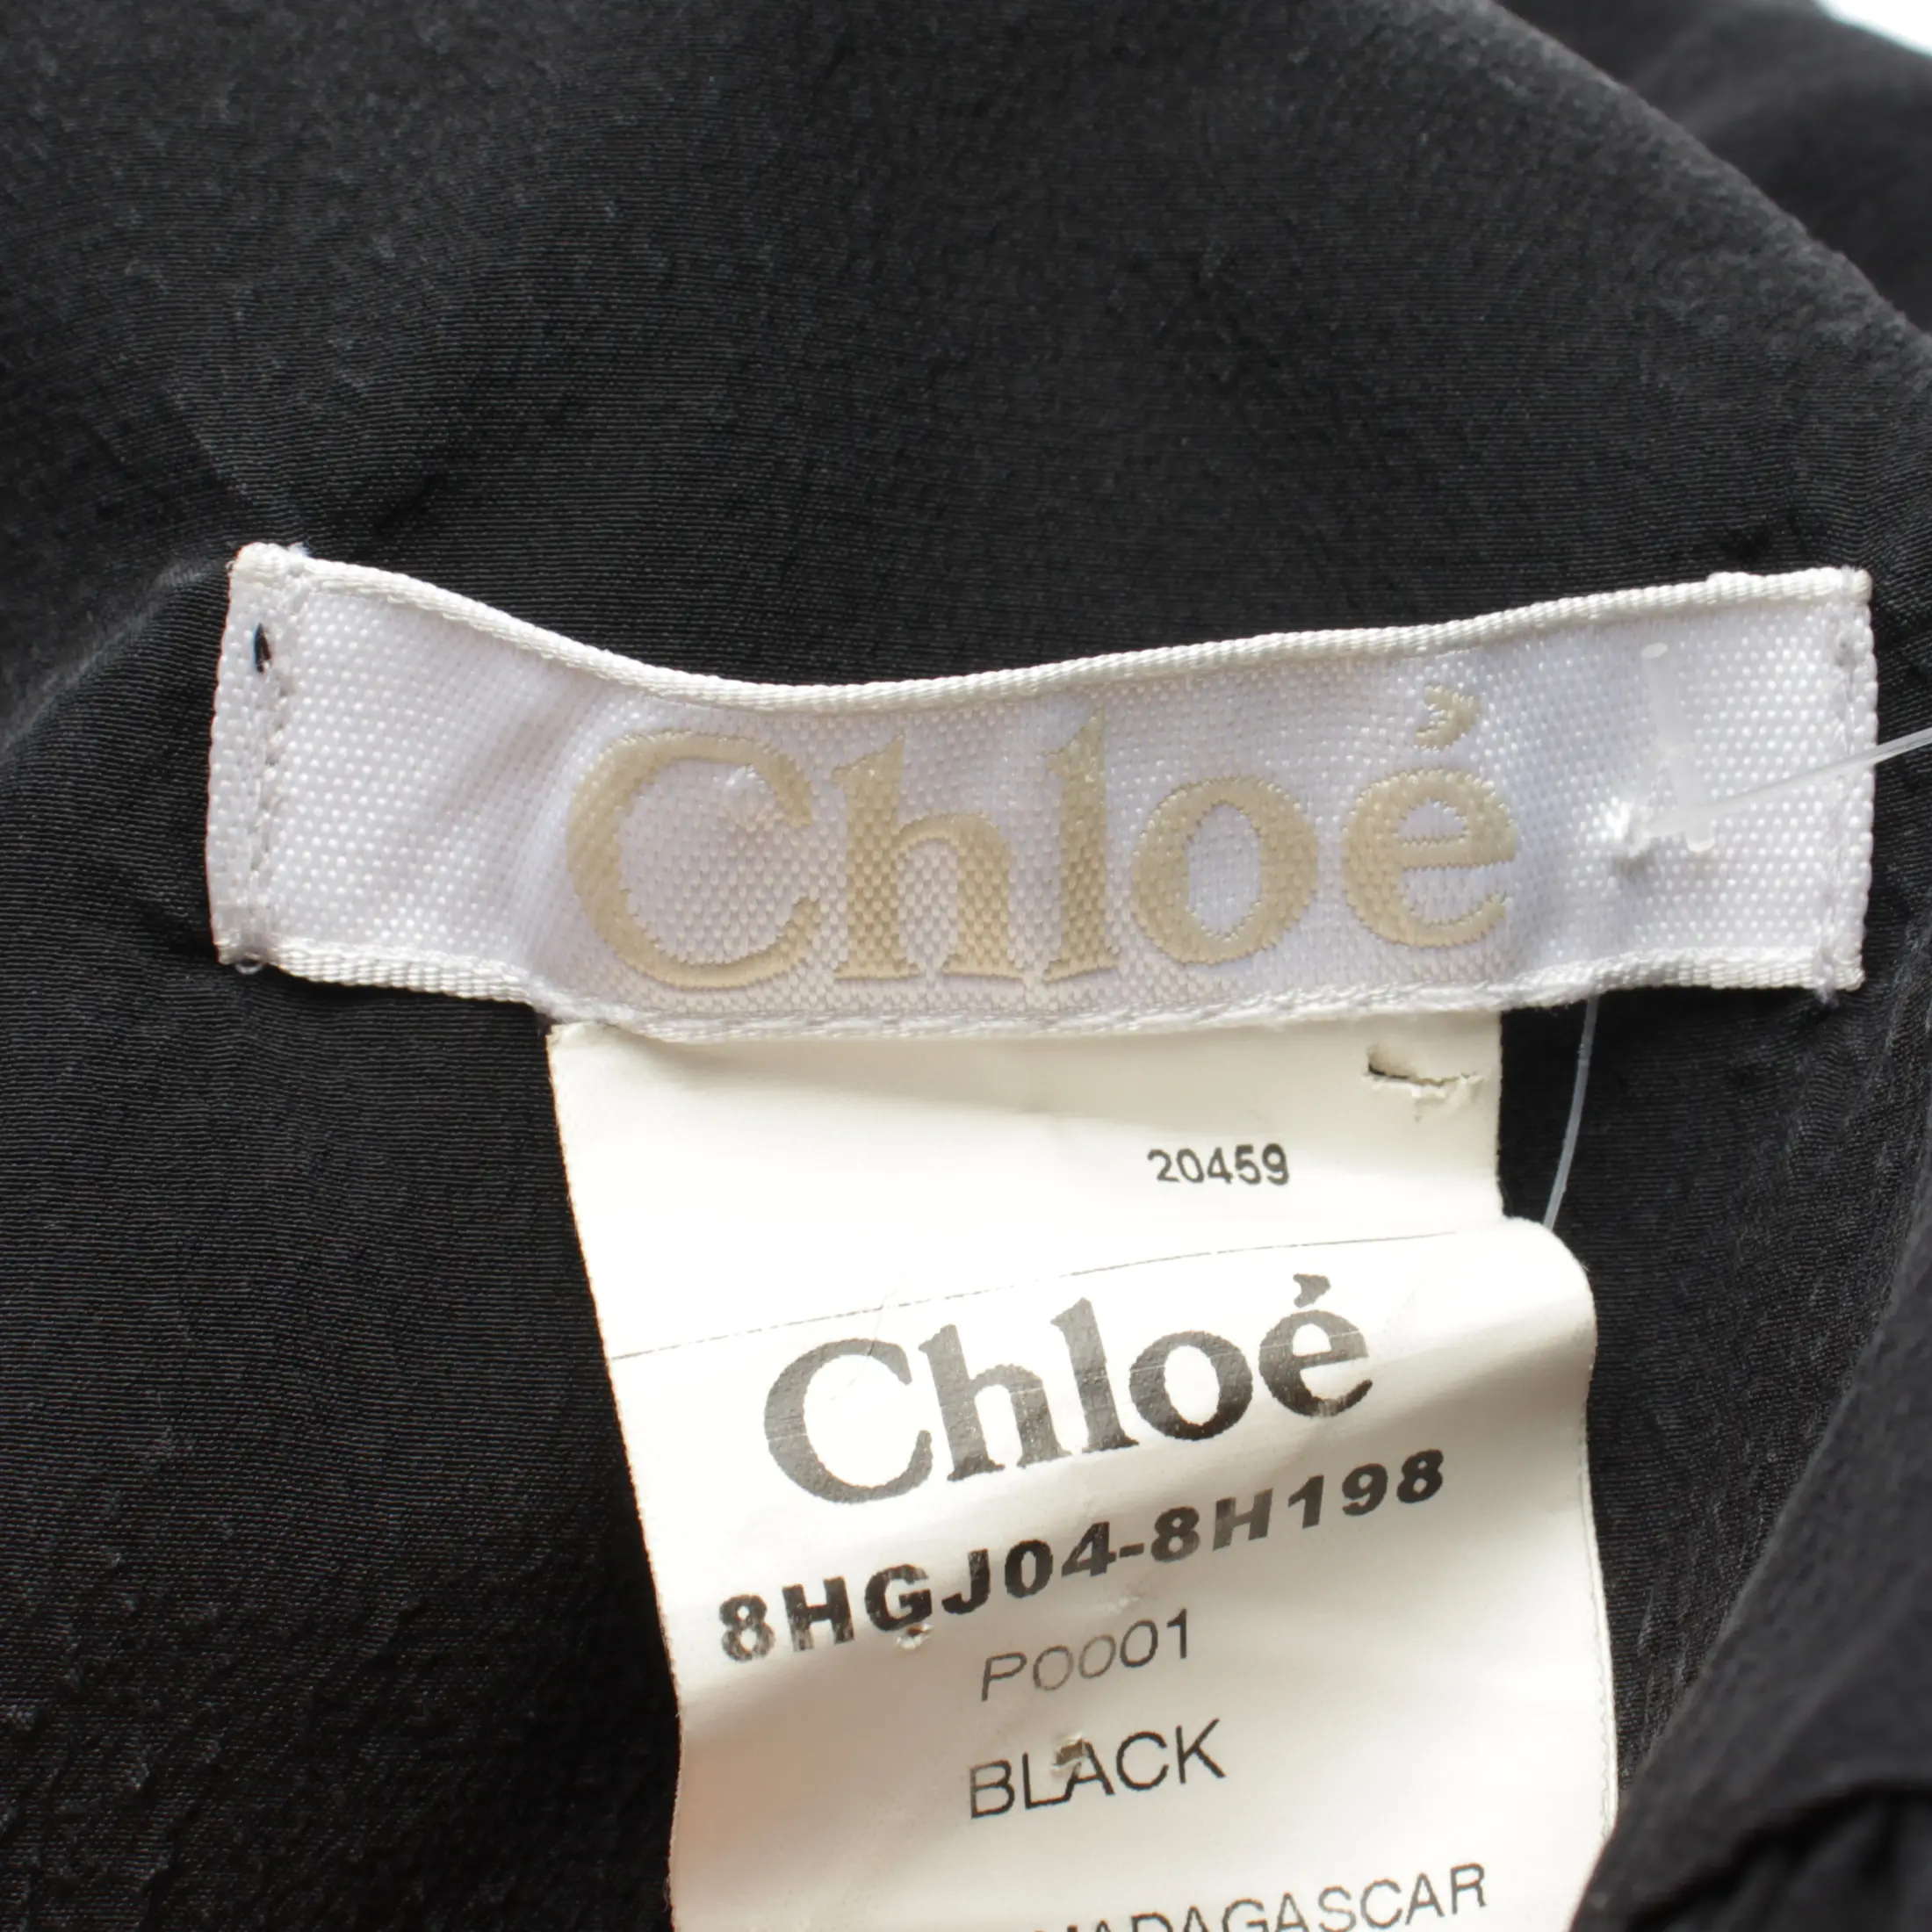 Chloé
20459
Chloé
8HGJ04-8H198
P0001
BLACK
MADAGASCAR